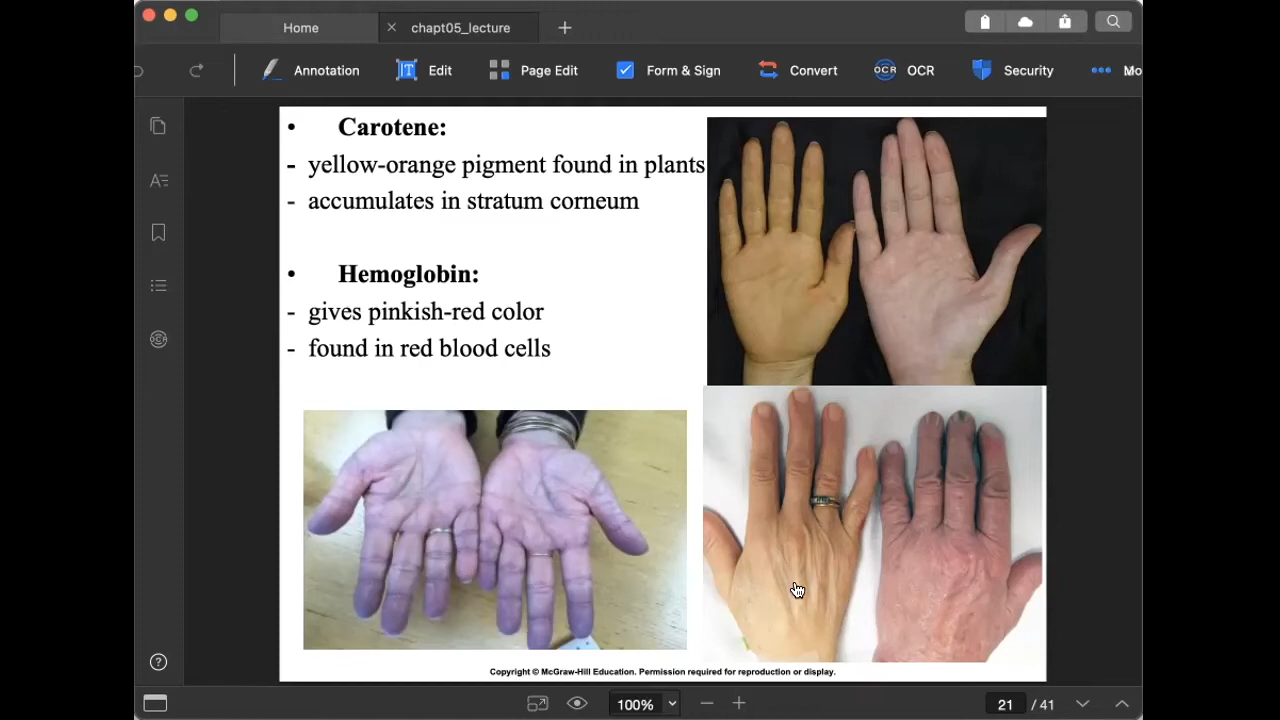 Home
chapt05_lecture
Annotation
Edit
Page Edit
Form & Sign
Convert
OCR
Security
Mo
• Carotene:
- yellow-orange pigment found in plants
- accumulates in stratum corneum
• Hemoglobin:
- gives pinkish-red color
- found in red blood cells
Copyright © McGraw-Hill Education. Permission required for reproduction or display.
100%
21 / 41